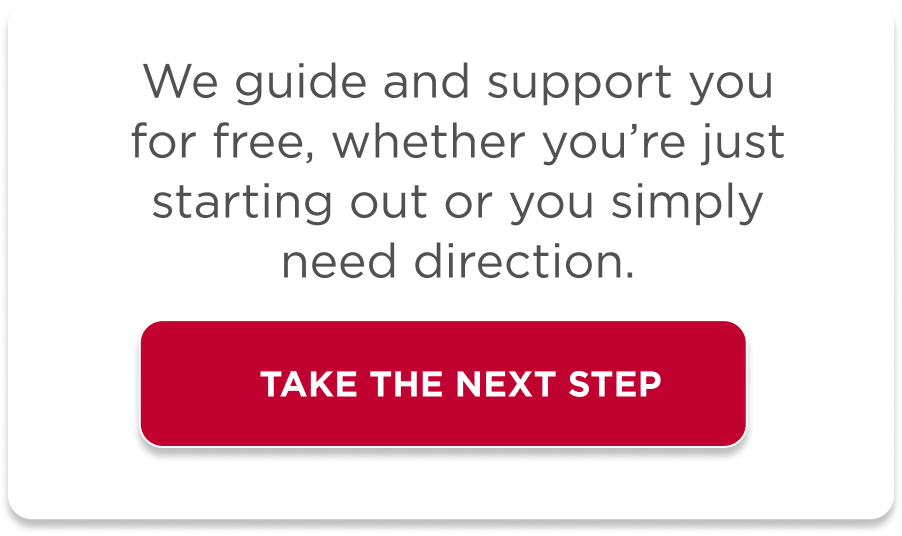 We guide and support you
for free, whether you’re just
starting out or you simply
need direction.
TAKE THE NEXT STEP